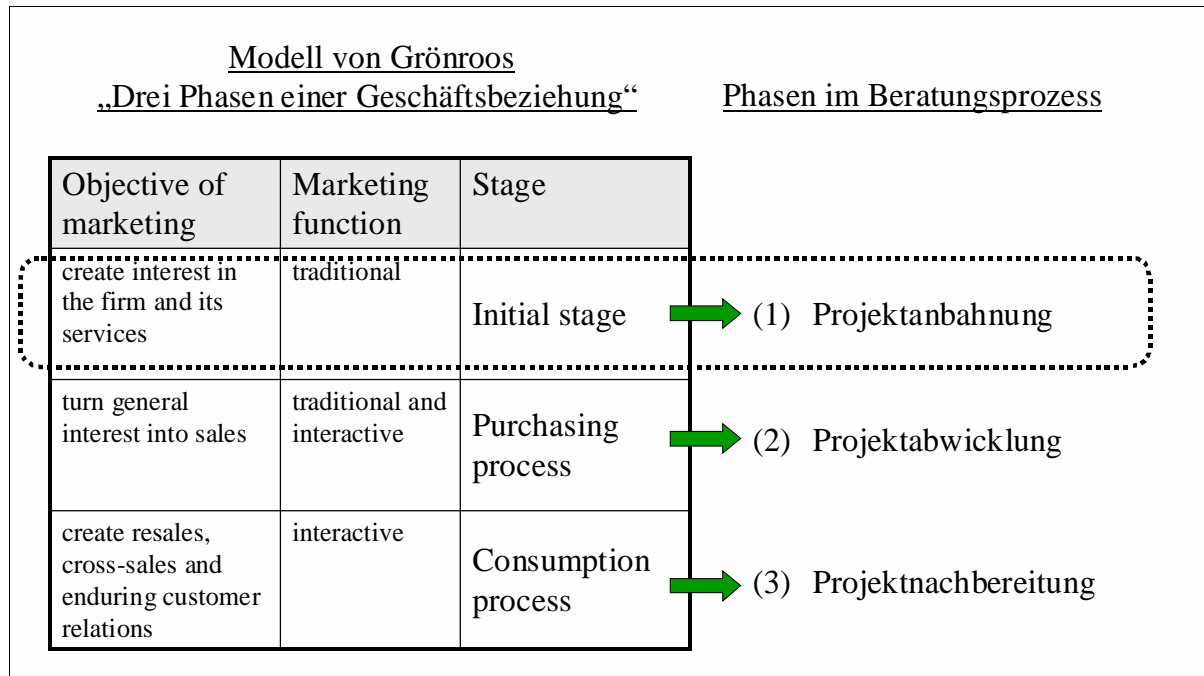 Modell von Grönroos
„Drei Phasen einer Geschäftsbeziehung“
Phasen im Beratungsprozess
Objective of
marketing
Marketing
function
Stage
create interest in
the firm and its
services
traditional
Initial stage
(1) Projektanbahnung
turn general
interest into sales
traditional and
interactive
Purchasing
process
(2) Projektabwicklung
create resales,
cross-sales and
enduring customer
relations
interactive
Consumption
process
(3) Projektnachbereitung